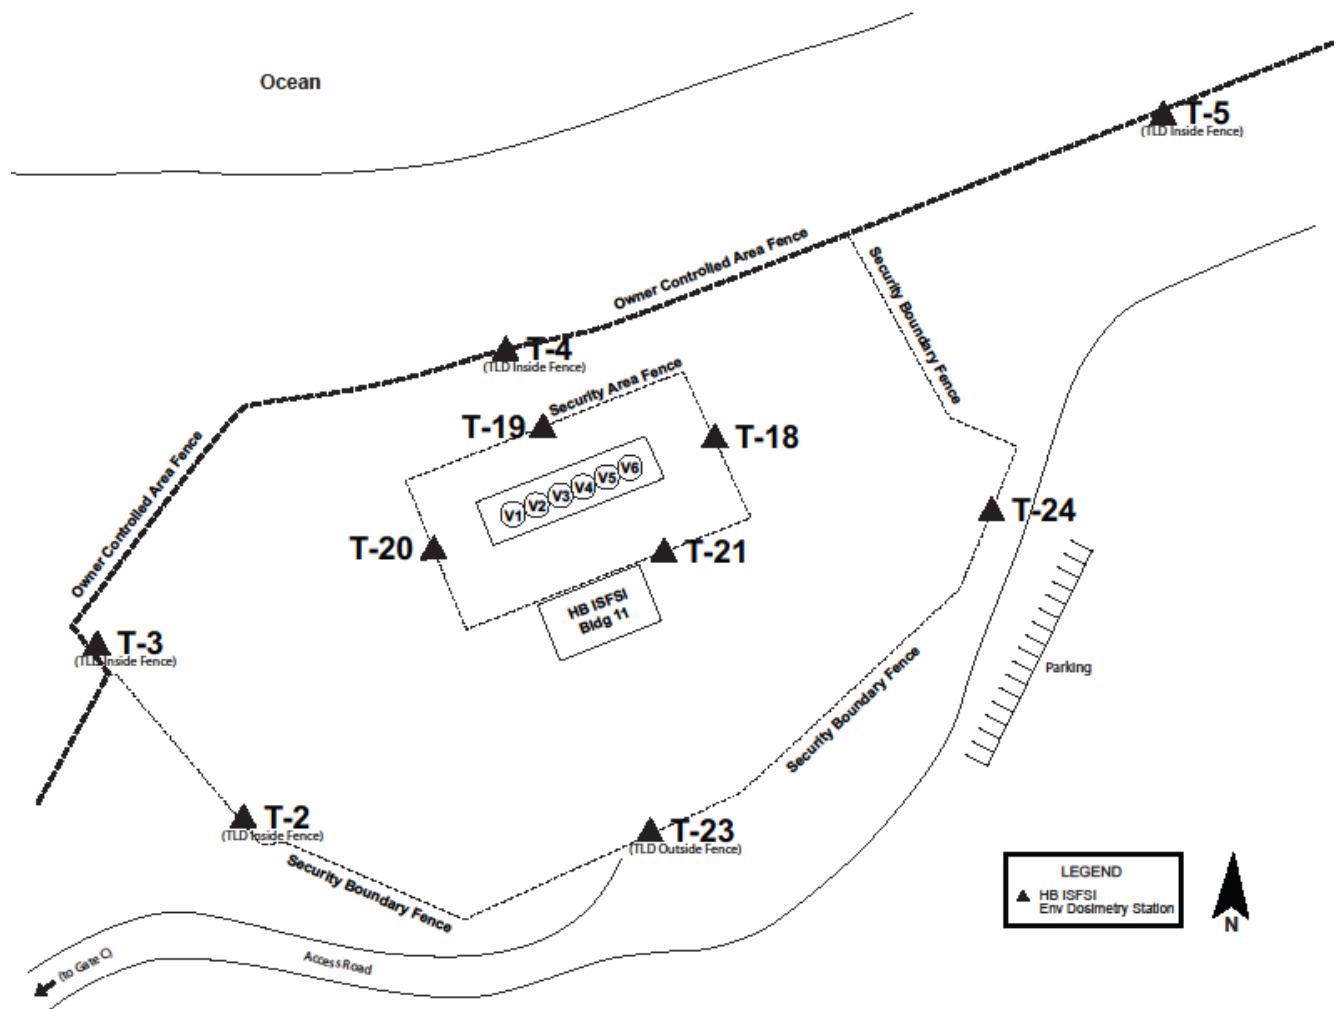 Ocean
T-5
(TLD Inside Fence)
Owner Controlled Area Fence
Security Boundary Fence
T-4
(TLD Inside Fence)
Security Area Fence
T-19
T-18
Owner Controlled Area Fence
V1 V2 V3 V4 V5 V6
T-24
T-20
T-21
HB ISFSI
Bldg 11
T-3
(TLD Inside Fence)
Parking
Security Boundary Fence
T-2
(TLD Inside Fence)
T-23
(TLD Outside Fence)
Security Boundary Fence
LEGEND
HB ISFSI
Env Dosimetry Station
N
Access Road
(to Gate C)